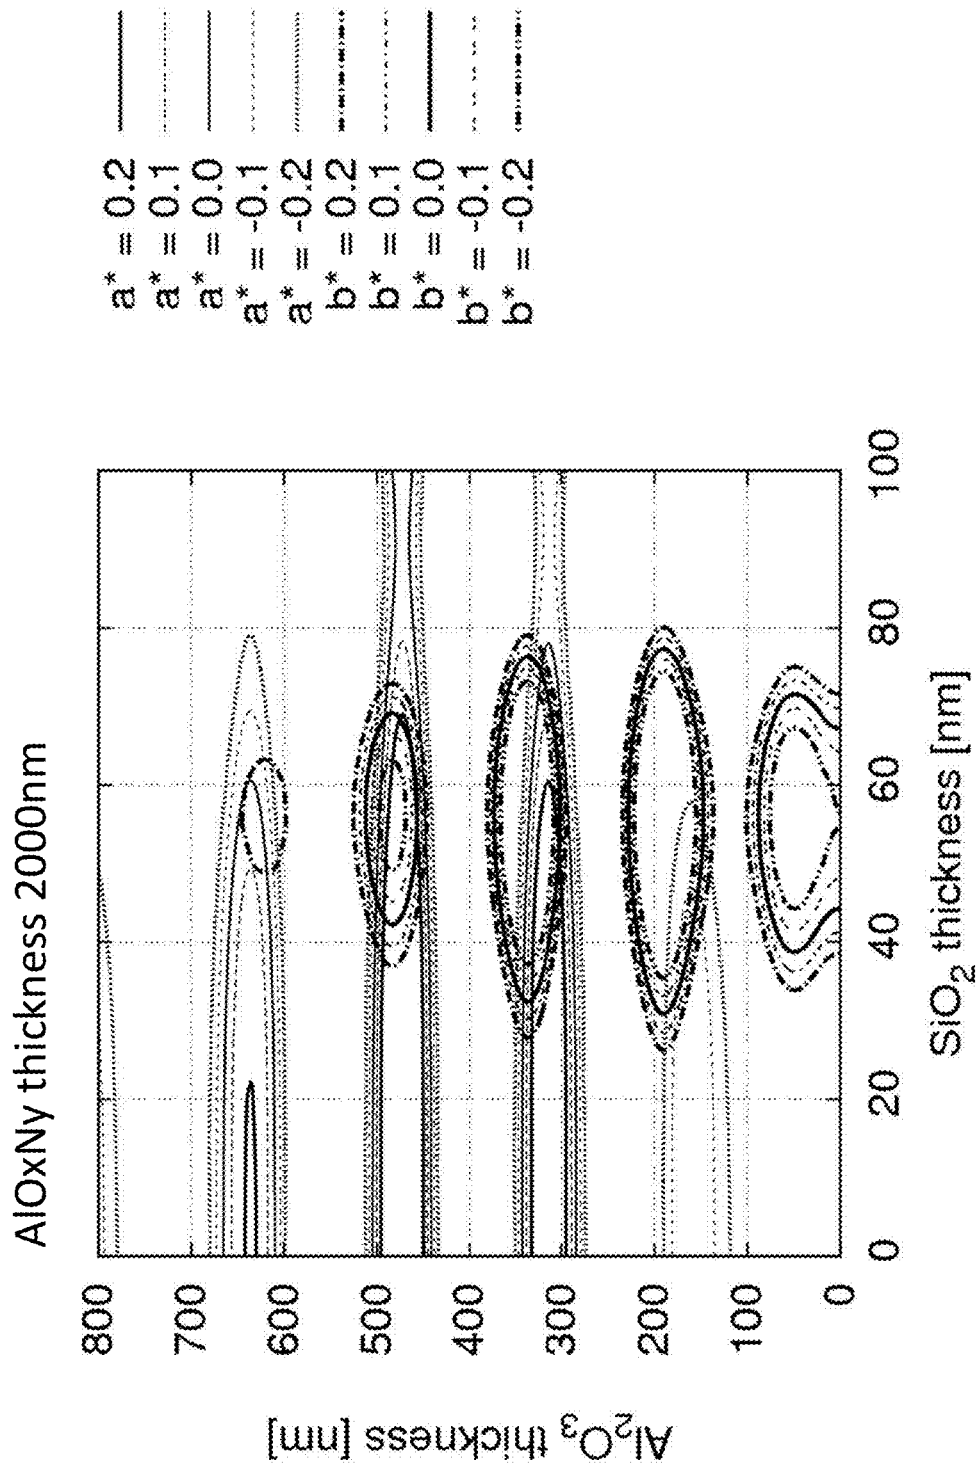 AlOxNy thickness 2000nm
a* = 0.2
a* = 0.1
a* = 0.0
a* = -0.1
a* = -0.2
b* = 0.2
b* = 0.1
b* = 0.0
b* = -0.1
b* = -0.2
Al₂O₃ thickness [nm]
800
700
600
500
400
300
200
100
0
0 20 40 60 80 100
SiO₂ thickness [nm]